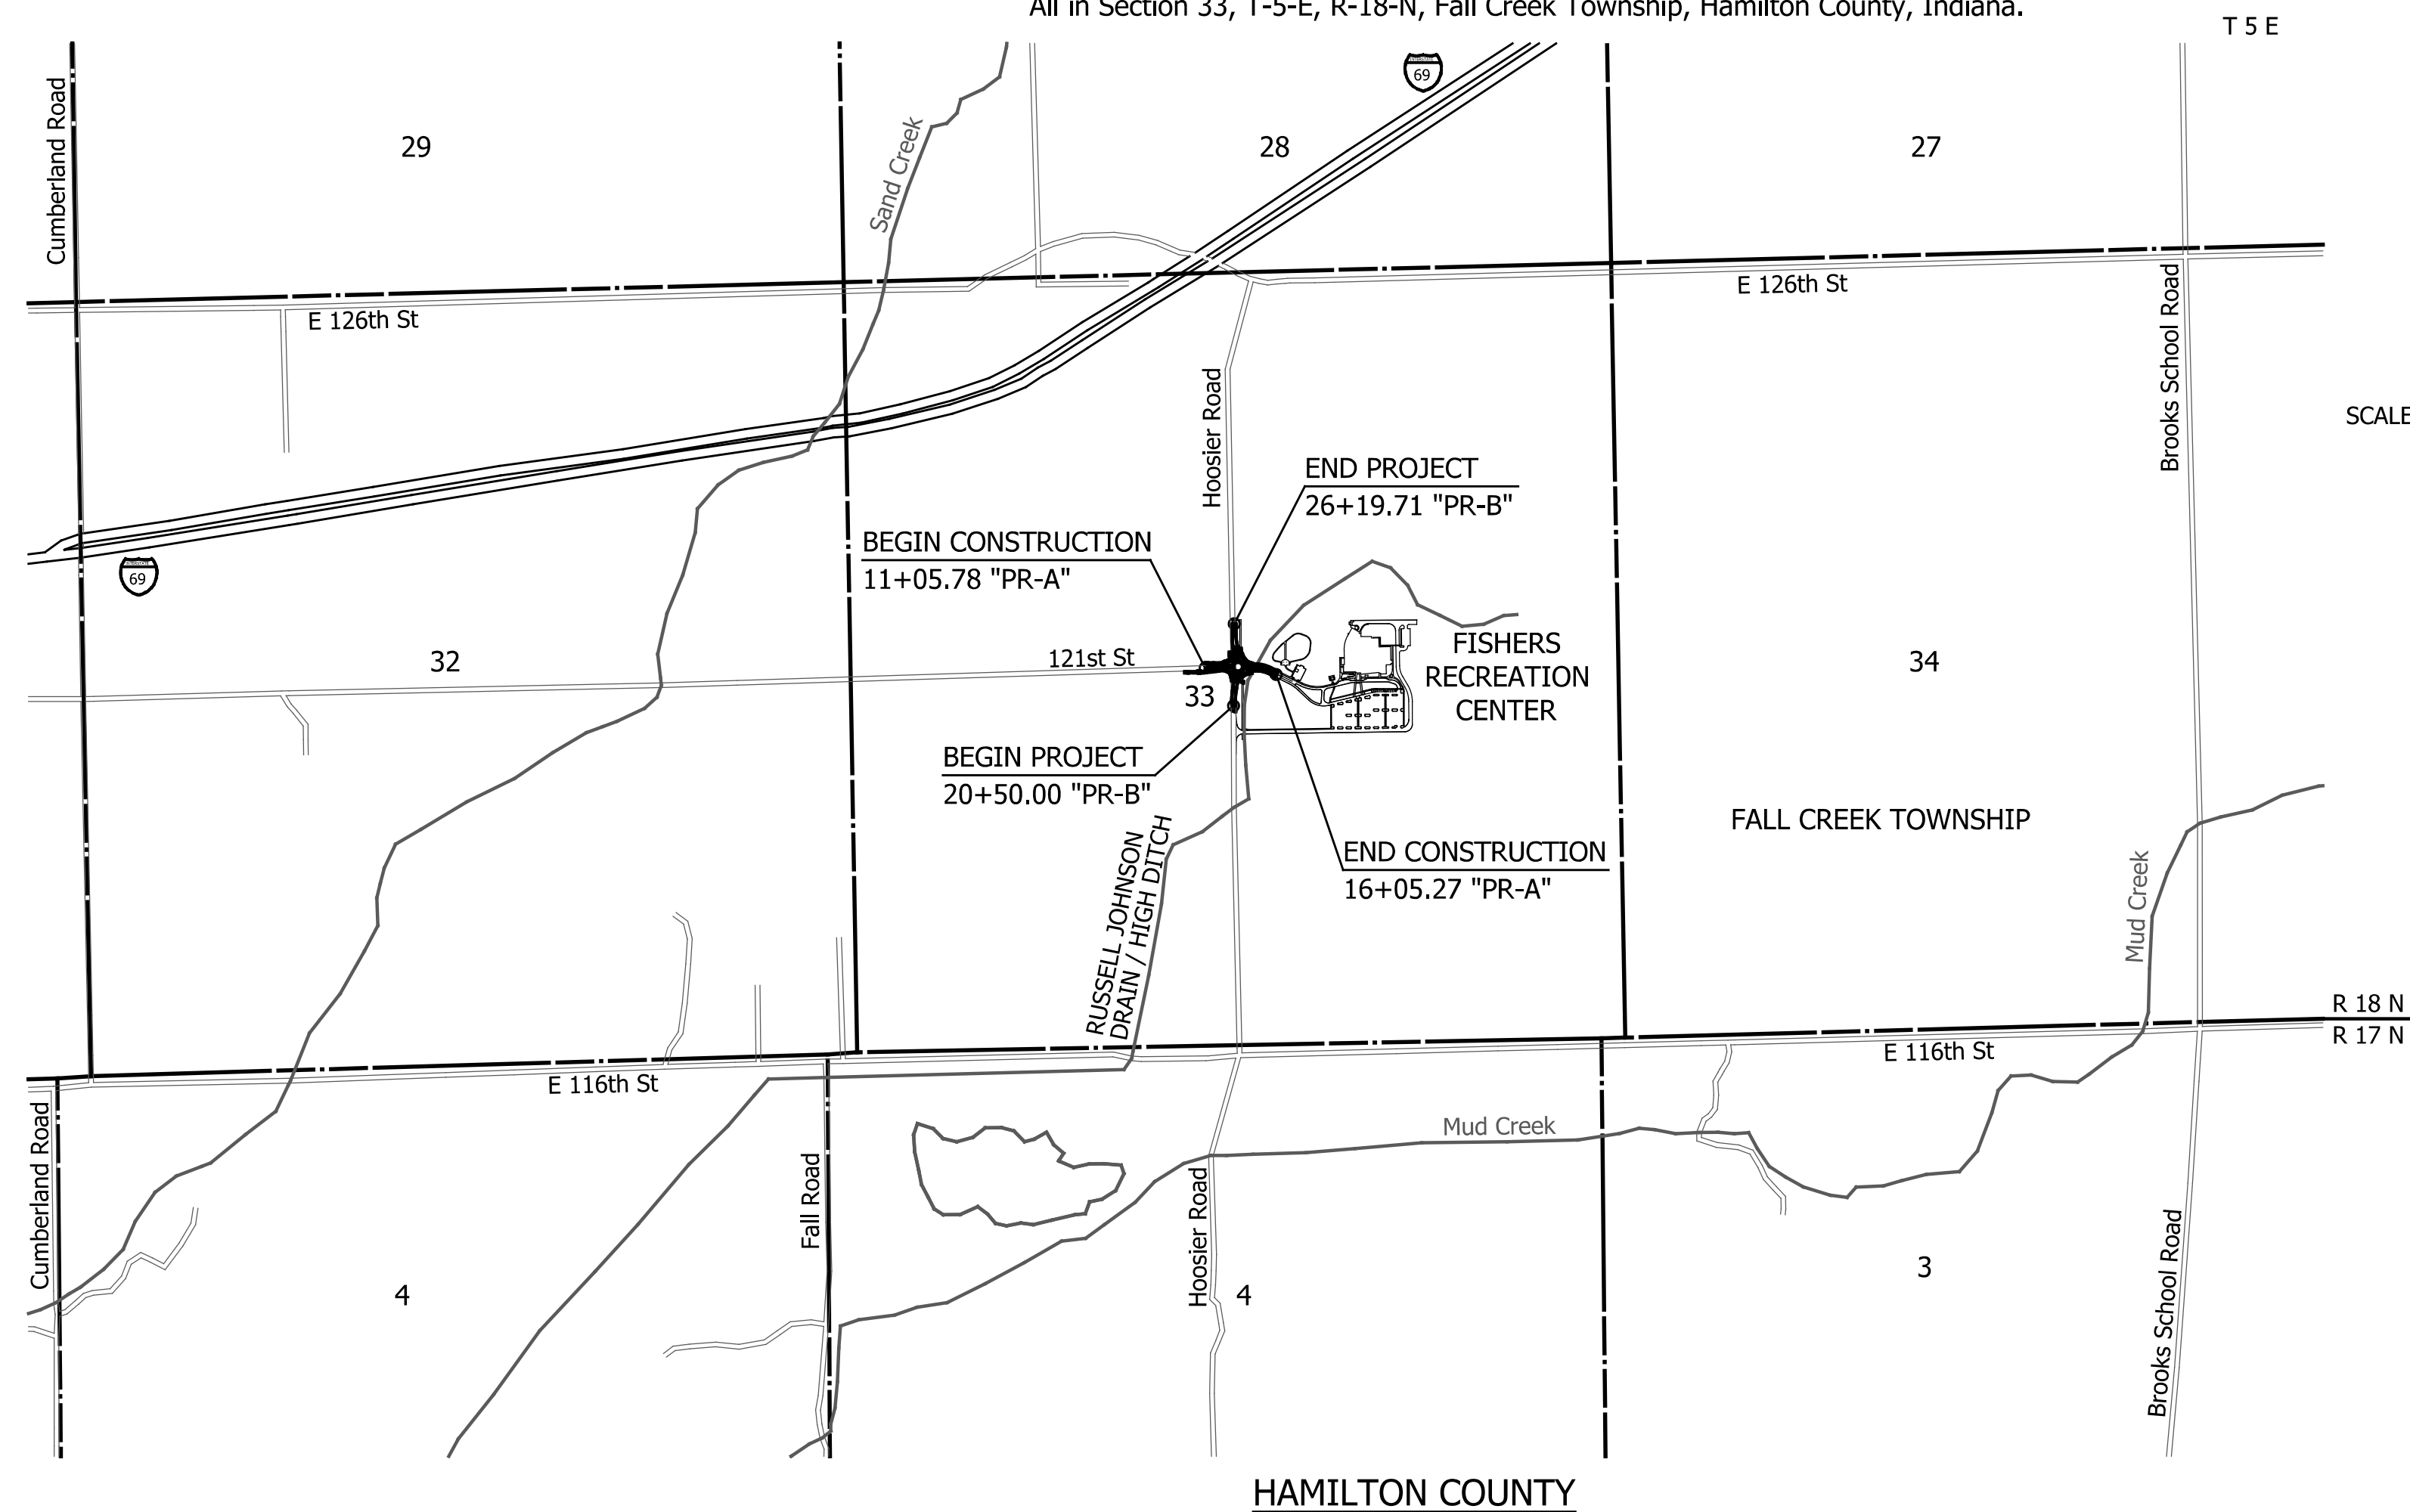 All in Section 33, T-5-E, R-18-N, Fall Creek Township, Hamilton County, Indiana.
T 5 E
Cumberland Road
29
Sand Creek
28
69
27
E 126th St
E 126th St
Brooks School Road
Hoosier Road
SCALE
END PROJECT
26+19.71 "PR-B"
BEGIN CONSTRUCTION
11+05.78 "PR-A"
69
32
121st St
33
FISHERS
RECREATION
CENTER
34
BEGIN PROJECT
20+50.00 "PR-B"
FALL CREEK TOWNSHIP
RUSSELL JOHNSON
DRAIN / HIGH DITCH
END CONSTRUCTION
16+05.27 "PR-A"
Mud Creek
R 18 N
R 17 N
E 116th St
E 116th St
Cumberland Road
Fall Road
Mud Creek
Hoosier Road
Brooks School Road
4
4
3
HAMILTON COUNTY